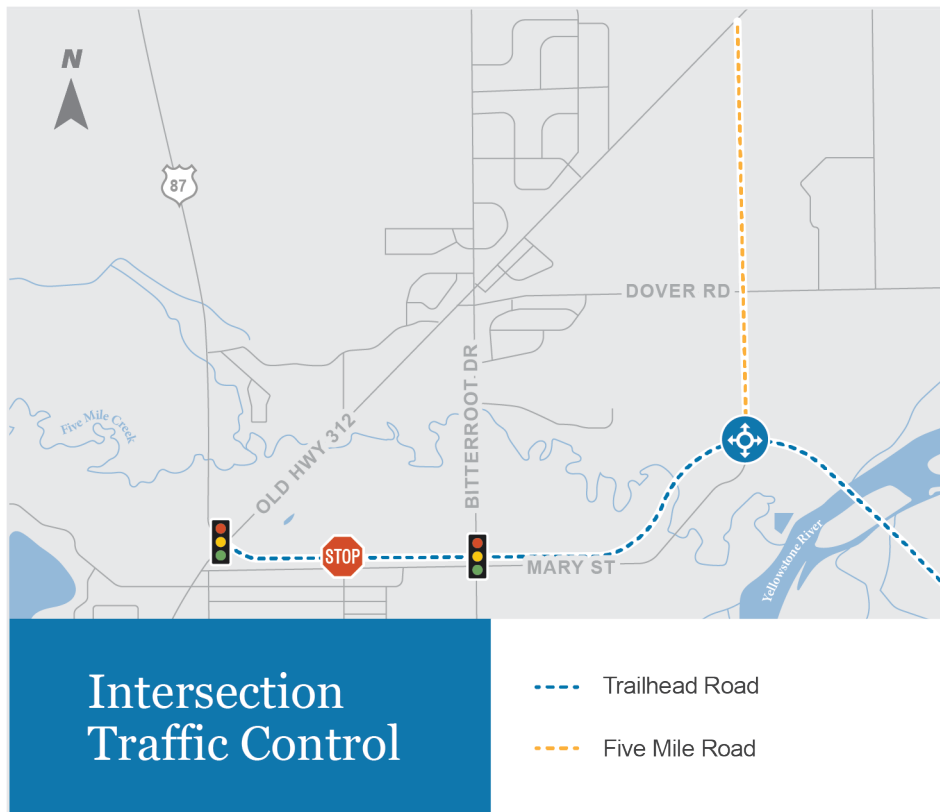 N
87
DOVER RD
BITTERROOT DR
Five Mile Creek
OLD HWY 312
STOP
MARY ST
Yellowstone River
Intersection
Traffic Control
Trailhead Road
Five Mile Road